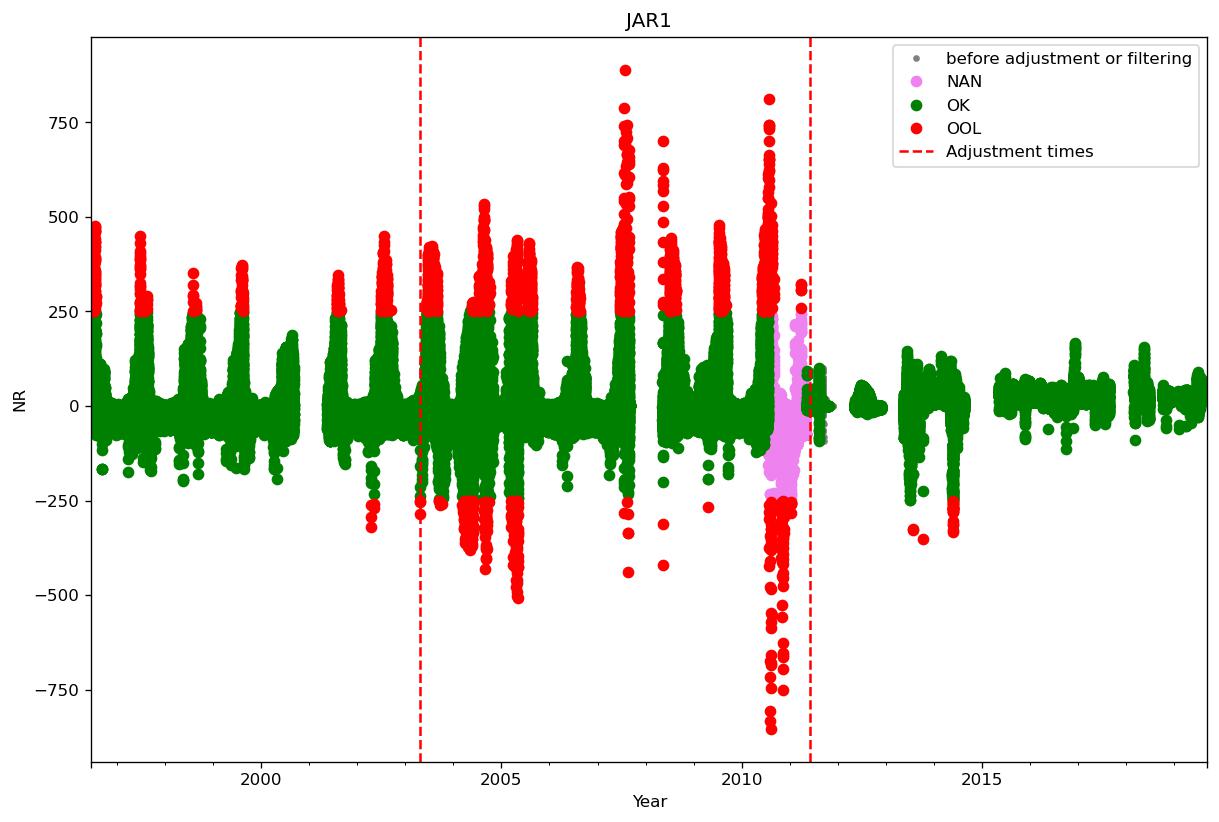 JAR1
before adjustment or filtering
NAN
OK
OOL
Adjustment times
750
500
250
0
−250
−500
−750
NR
2000 2005 2010 2015
Year